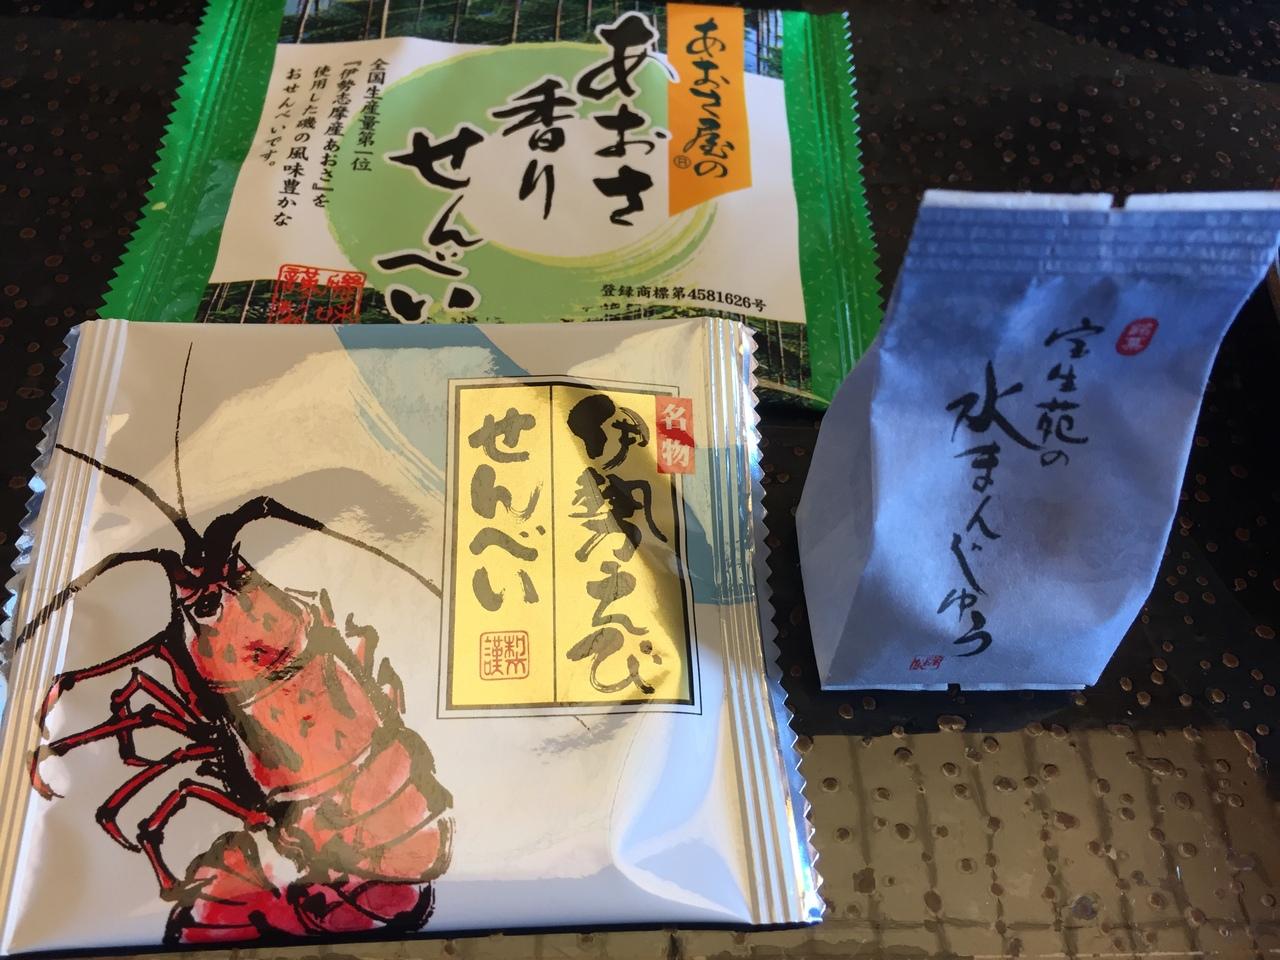 あおさ屋の
®
あおさ
香り
せんべい
全国生産量第一位
『伊勢志摩産あおさ』を
使用した磯の風味豊かな
おせんべいです。
登録商標第4581626号
名物
伊勢えび
せんべい
謹製
銘菓
宝生苑の
水まんじゅう